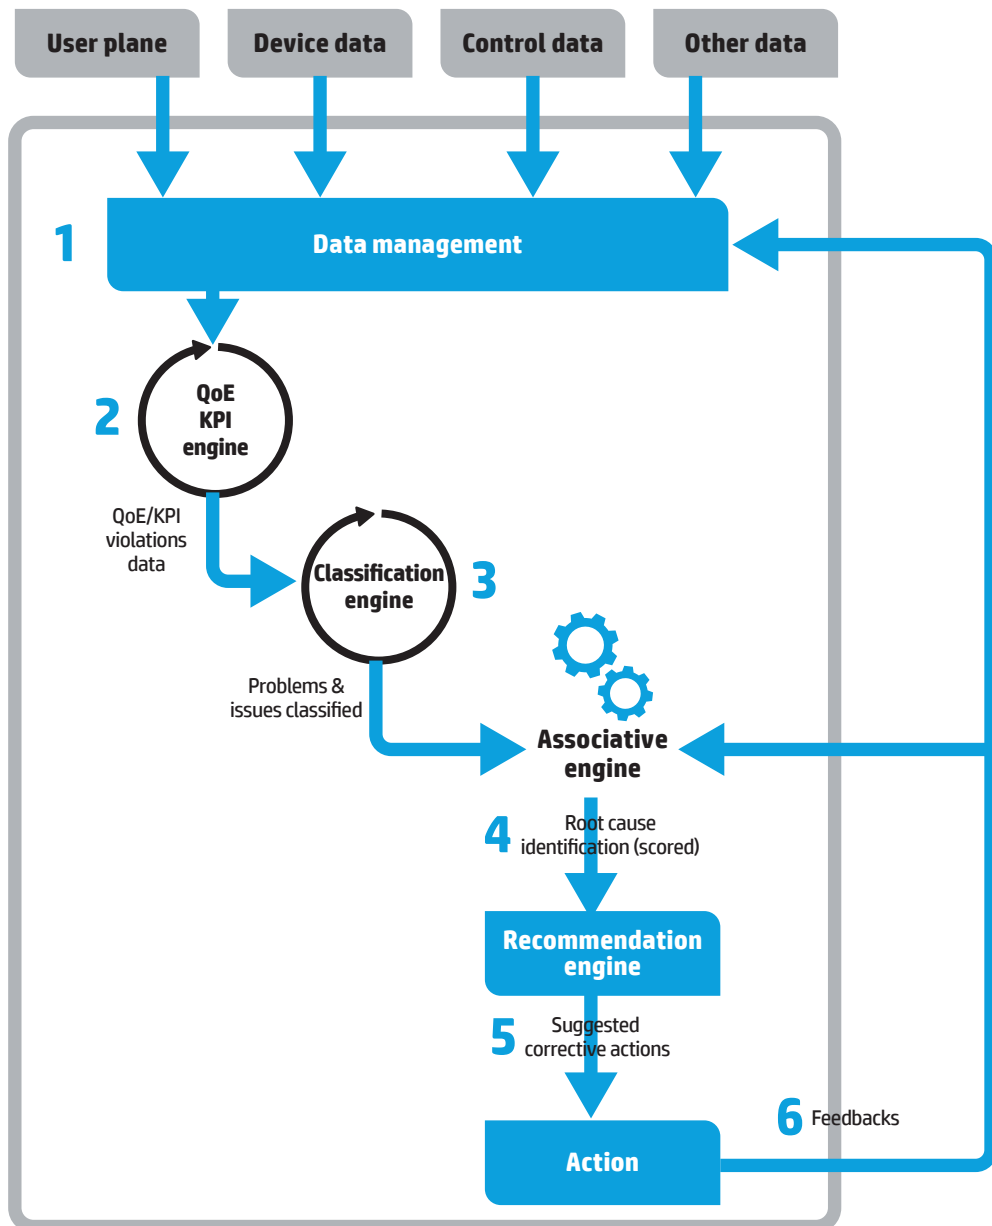 User plane
Device data
Control data
Other data
1
Data management
2
QoE
KPI
engine
QoE/KPI
violations
data
Classification
engine
3
Problems &
issues classified
Associative
engine
4
Root cause
identification (scored)
Recommendation
engine
5
Suggested
corrective actions
6 Feedbacks
Action